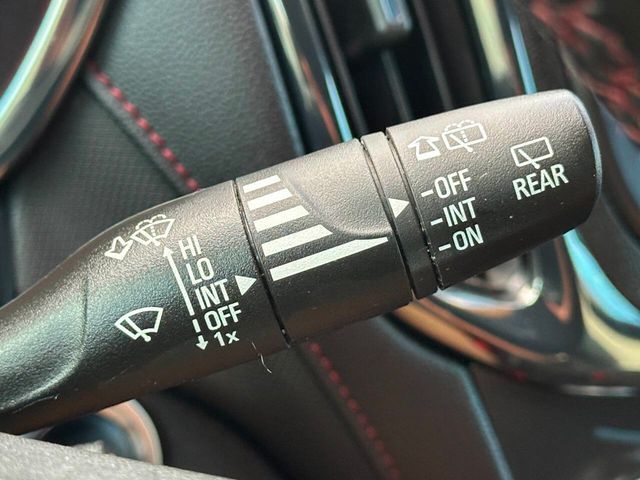 HI
LO
INT
OFF
1x
-OFF
-INT
-ON
REAR